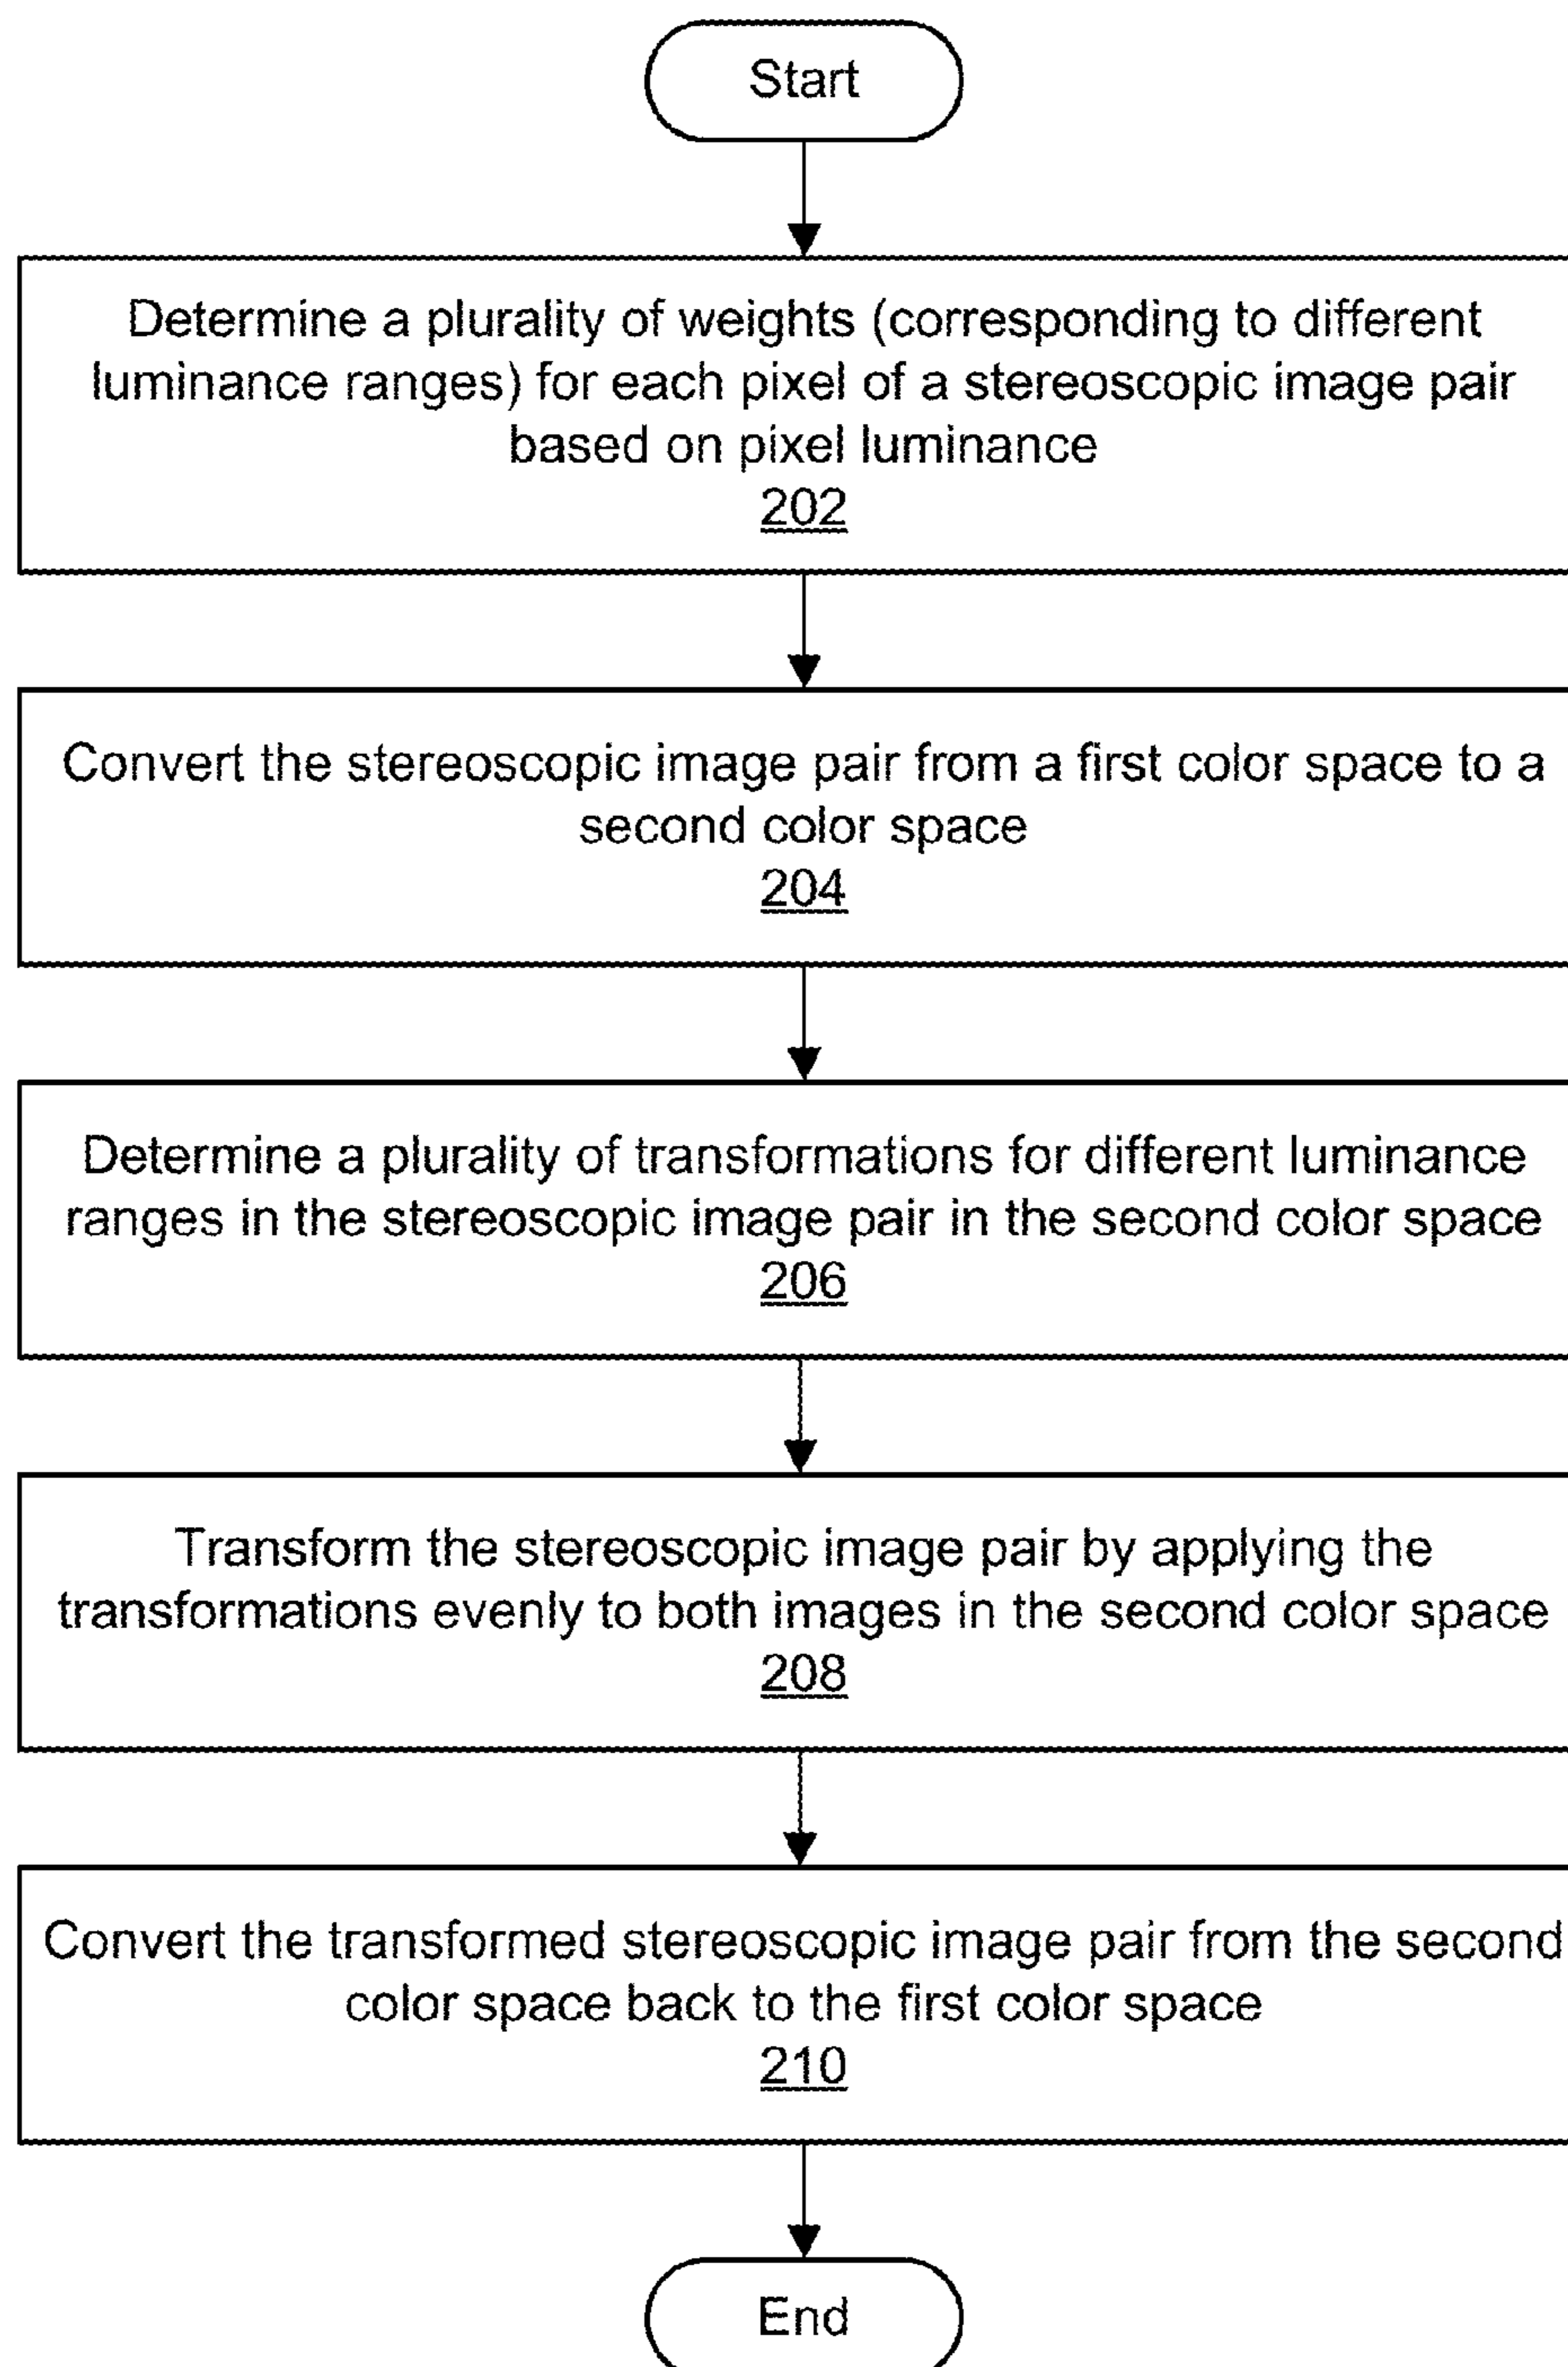 Start
Determine a plurality of weights (corresponding to different
luminance ranges) for each pixel of a stereoscopic image pair
based on pixel luminance
202
Convert the stereoscopic image pair from a first color space to a
second color space
204
Determine a plurality of transformations for different luminance
ranges in the stereoscopic image pair in the second color space
206
Transform the stereoscopic image pair by applying the
transformations evenly to both images in the second color space
208
Convert the transformed stereoscopic image pair from the second
color space back to the first color space
210
End